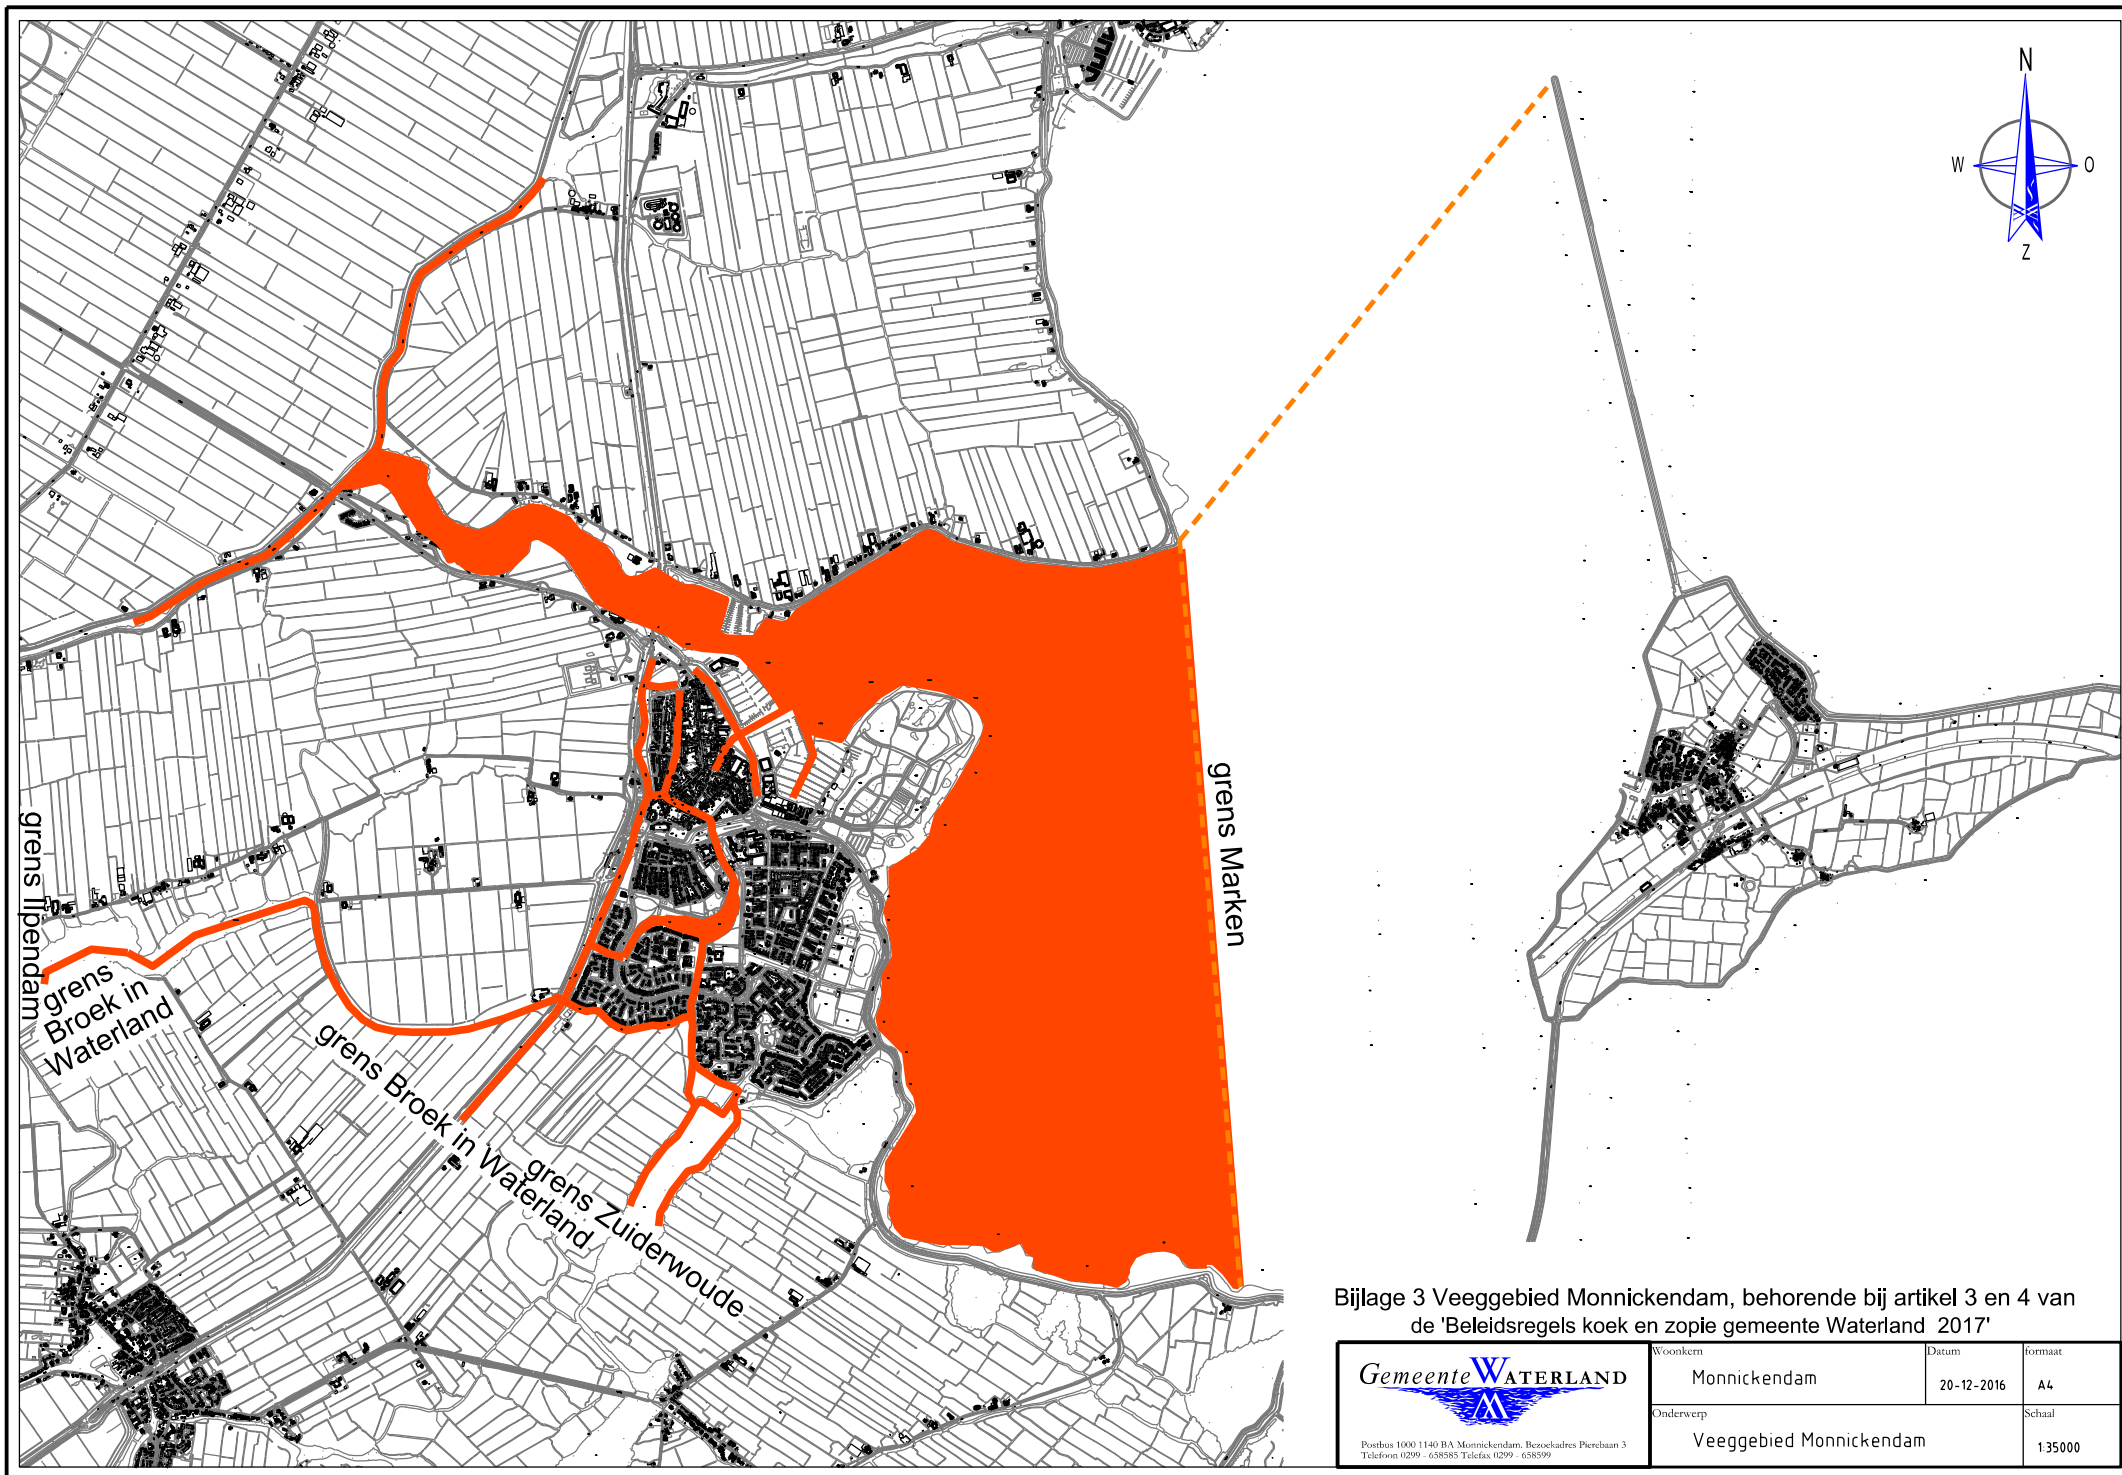 N
W
O
Z
grens Marken
grens Ilpendam
grens
Broek in
Waterland
grens Broek in Waterland
grens Zuiderwoude
Bijlage 3 Veeggebied Monnickendam, behorende bij artikel 3 en 4 van
de 'Beleidsregels koek en zopie gemeente Waterland 2017'
Gemeente WATERLAND
Postbus 1000 1140 BA Monnickendam. Bezoekadres Pierebaan 3
Telefoon 0299 - 658585 Telefax 0299 - 658599
Woonkern
Monnickendam
Datum
20-12-2016
formaat
A4
Onderwerp
Veeggebied Monnickendam
Schaal
1:35000